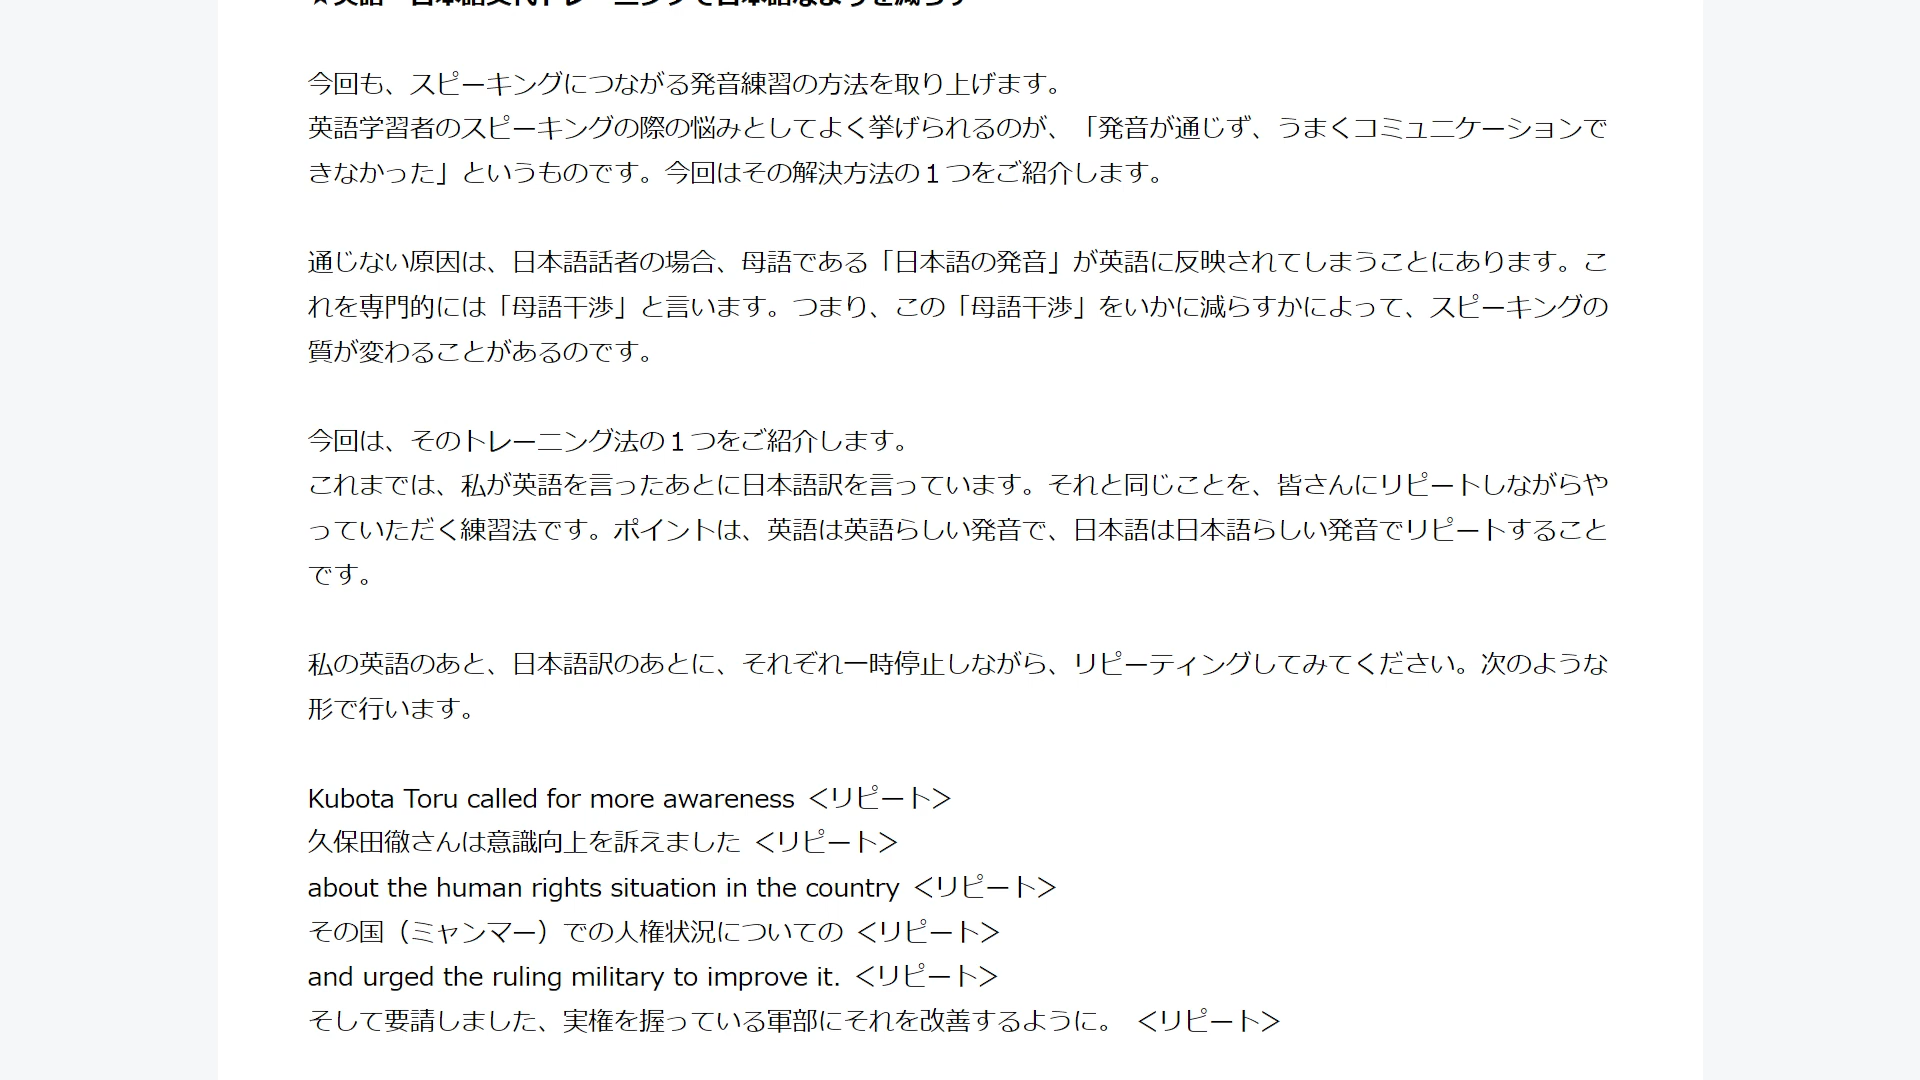 ★英語・日本語交代トレーニングで日本語なまりを減らす
今回も、スピーキングにつながる発音練習の方法を取り上げます。
英語学習者のスピーキングの際の悩みとしてよく挙げられるのが、「発音が通じず、うまくコミュニケーションで
きなかった」というものです。今回はその解決方法の１つをご紹介します。
通じない原因は、日本語話者の場合、母語である「日本語の発音」が英語に反映されてしまうことにあります。こ
れを専門的には「母語干渉」と言います。つまり、この「母語干渉」をいかに減らすかによって、スピーキングの
質が変わることがあるのです。
今回は、そのトレーニング法の１つをご紹介します。
これまでは、私が英語を言ったあとに日本語訳を言っています。それと同じことを、皆さんにリピートしながらや
っていただく練習法です。ポイントは、英語は英語らしい発音で、日本語は日本語らしい発音でリピートすること
です。
私の英語のあと、日本語訳のあとに、それぞれ一時停止しながら、リピーティングしてみてください。次のような
形で行います。
Kubota Toru called for more awareness ＜リピート＞
久保田徹さんは意識向上を訴えました ＜リピート＞
about the human rights situation in the country ＜リピート＞
その国（ミャンマー）での人権状況についての ＜リピート＞
and urged the ruling military to improve it. ＜リピート＞
そして要請しました、実権を握っている軍部にそれを改善するように。 ＜リピート＞